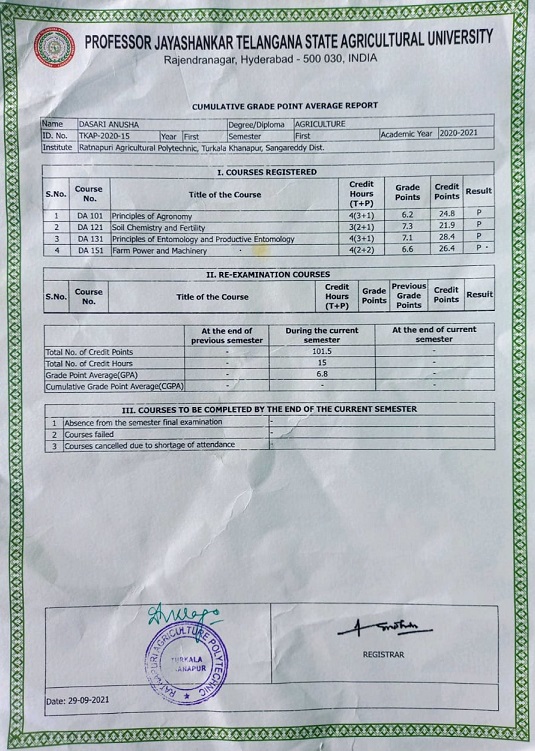 PROFESSOR JAYASHANKAR TELANGANA STATE AGRICULTURAL UNIVERSITY
Rajendranagar, Hyderabad - 500 030, INDIA
CUMULATIVE GRADE POINT AVERAGE REPORT
Name DASARI ANUSHA Degree/Diploma AGRICULTURE
ID. No. TKAP-2020-15 Year First Semester First Academic Year 2020-2021
Institute Ratnapuri Agricultural Polytechnic, Turkala Khanapur, Sangareddy Dist.
I. COURSES REGISTERED
S.No. Course No. Title of the Course Credit Hours (T+P) Grade Points Credit Points Result
1 DA 101 Principles of Agronomy 4(3+1) 6.2 24.8 P
2 DA 121 Soil Chemistry and Fertility 3(2+1) 7.3 21.9 P
3 DA 131 Principles of Entomology and Productive Entomology 4(3+1) 7.1 28.4 P
4 DA 151 Farm Power and Machinery 4(2+2) 6.6 26.4 P
II. RE-EXAMINATION COURSES
S.No. Course No. Title of the Course Credit Hours (T+P) Grade Points Previous Grade Points Credit Points Result
At the end of previous semester During the current semester At the end of current semester
Total No. of Credit Points - 101.5 -
Total No. of Credit Hours - 15 -
Grade Point Average(GPA) - 6.8 -
Cumulative Grade Point Average(CGPA) - - -
III. COURSES TO BE COMPLETED BY THE END OF THE CURRENT SEMESTER
1 Absence from the semester final examination -
2 Courses failed -
3 Courses cancelled due to shortage of attendance -
RATNAPURI AGRICULTURE POLYTECHNIC
TURKALA
REGISTRAR
Date: 29-09-2021